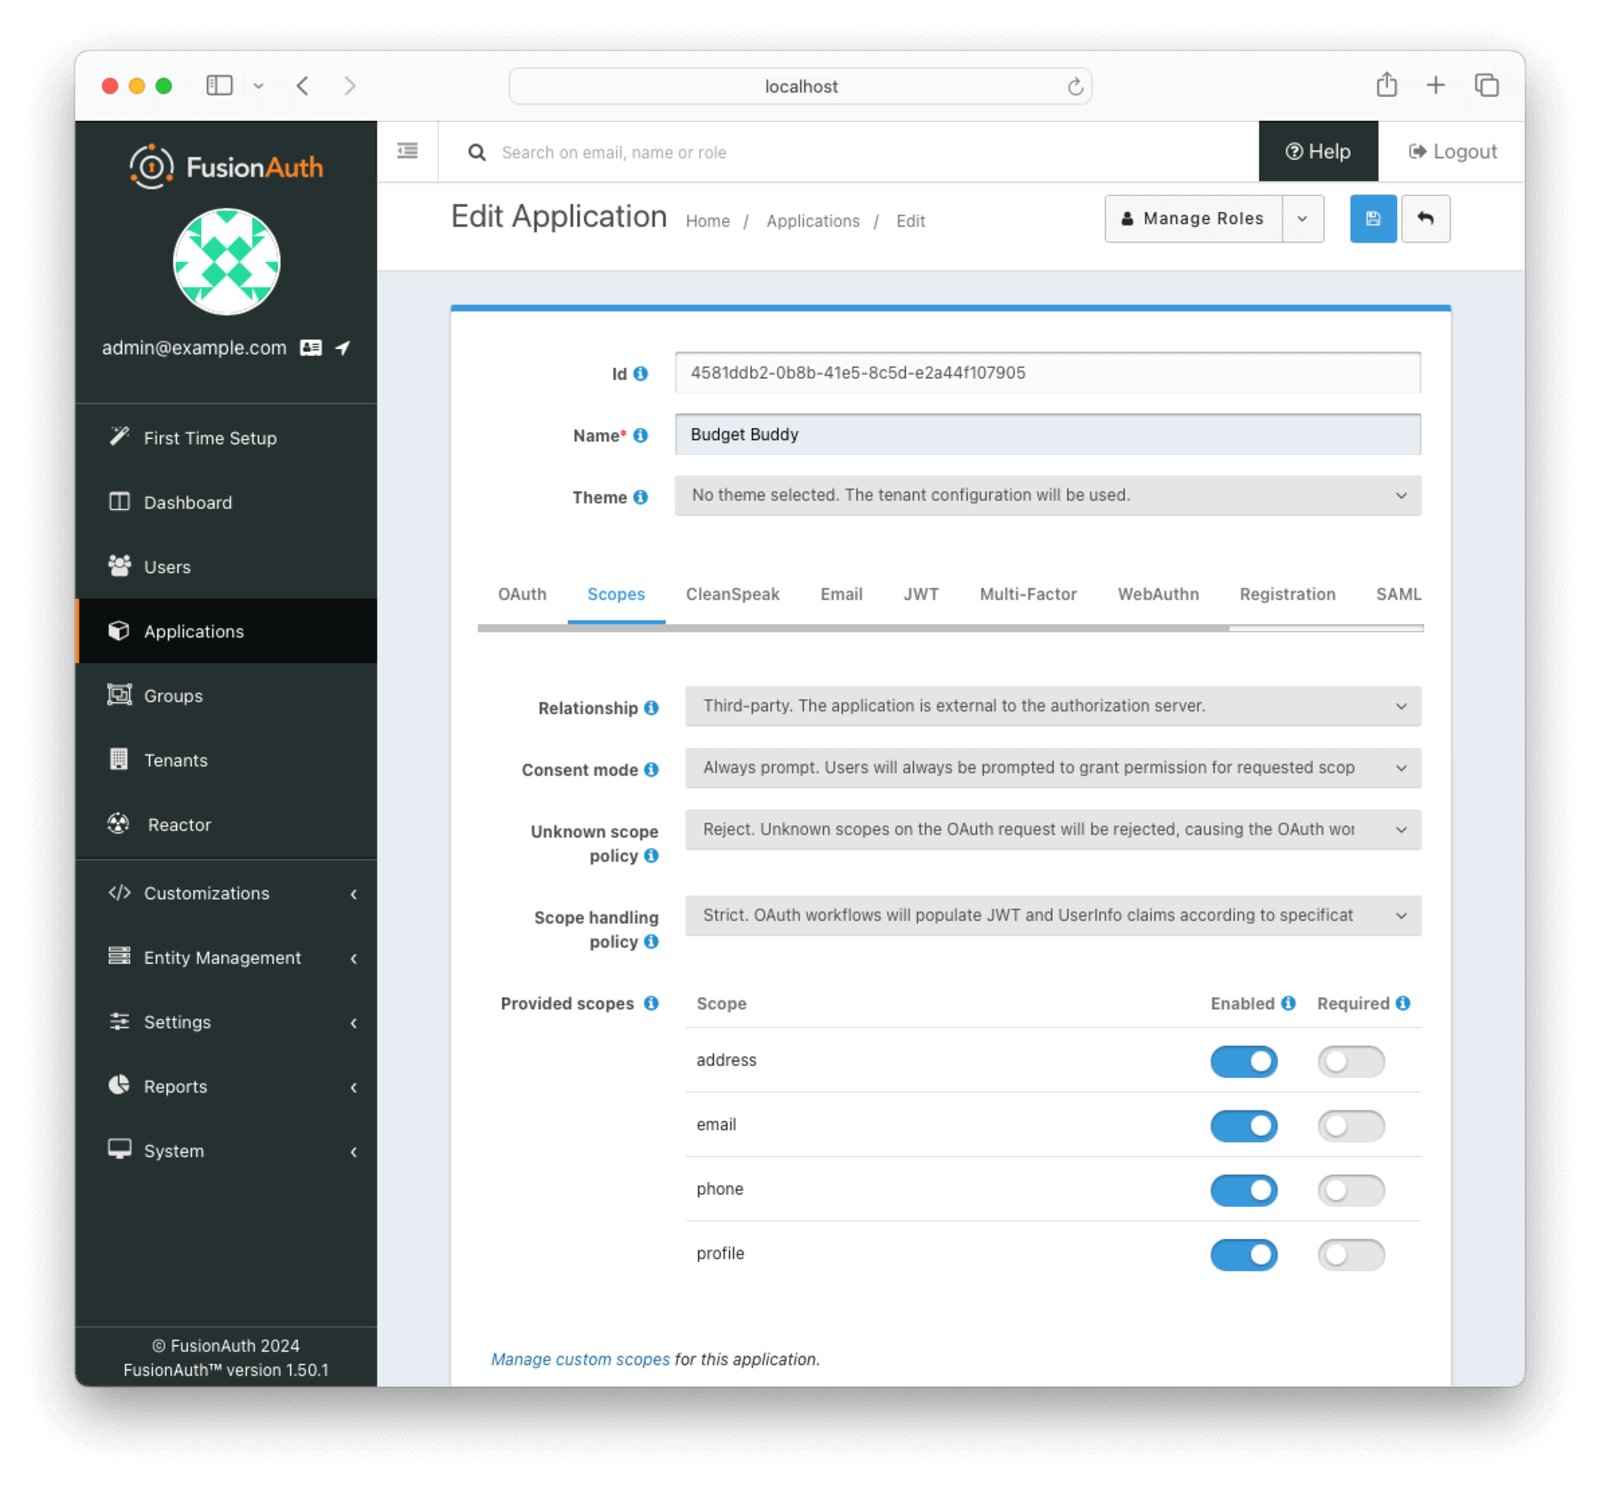 localhost
FusionAuth
Search on email, name or role
Help
Logout
Edit Application
Home / Applications / Edit
Manage Roles
admin@example.com
First Time Setup
Dashboard
Users
Applications
Groups
Tenants
Reactor
Customizations
Entity Management
Settings
Reports
System
© FusionAuth 2024
FusionAuth™ version 1.50.1
Id
4581ddb2-0b8b-41e5-8c5d-e2a44f107905
Name*
Budget Buddy
Theme
No theme selected. The tenant configuration will be used.
OAuth Scopes CleanSpeak Email JWT Multi-Factor WebAuthn Registration SAML
Relationship
Third-party. The application is external to the authorization server.
Consent mode
Always prompt. Users will always be prompted to grant permission for requested scop
Unknown scope
policy
Reject. Unknown scopes on the OAuth request will be rejected, causing the OAuth wor
Scope handling
policy
Strict. OAuth workflows will populate JWT and UserInfo claims according to specificat
Provided scopes
Scope Enabled Required
address
email
phone
profile
Manage custom scopes for this application.